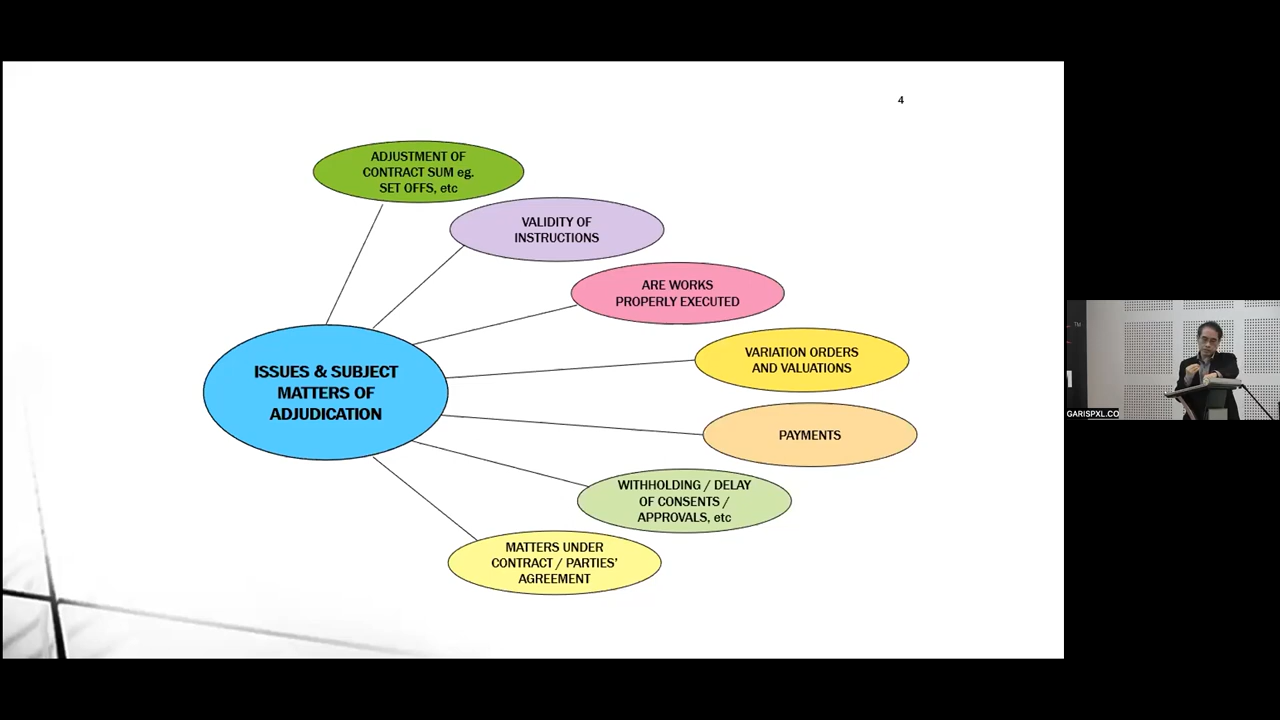 4
ADJUSTMENT OF
CONTRACT SUM eg.
SET OFFS, etc
VALIDITY OF
INSTRUCTIONS
ARE WORKS
PROPERLY EXECUTED
VARIATION ORDERS
AND VALUATIONS
ISSUES & SUBJECT
MATTERS OF
ADJUDICATION
PAYMENTS
WITHHOLDING / DELAY
OF CONSENTS /
APPROVALS, etc
MATTERS UNDER
CONTRACT / PARTIES’
AGREEMENT
TM
GARISPXL.CO